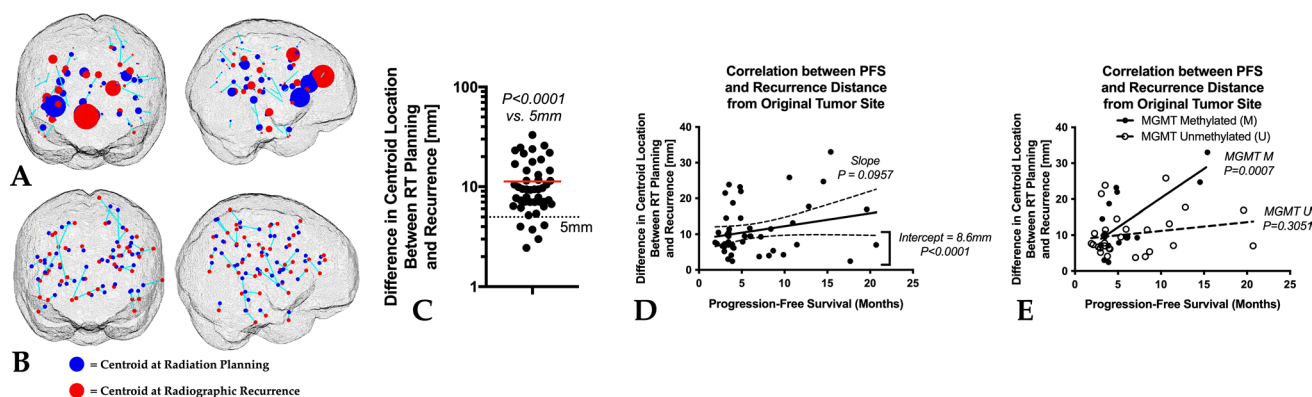 A
B
= Centroid at Radiation Planning
= Centroid at Radiographic Recurrence
C
Difference in Centroid Location
Between RT Planning
and Recurrence [mm]
100
10
1
P<0.0001
vs. 5mm
5mm
D
Correlation between PFS
and Recurrence Distance
from Original Tumor Site
Difference in Centroid Location
Between RT Planning
and Recurrence [mm]
40
30
20
10
0
Slope
P = 0.0957
Intercept = 8.6mm
P<0.0001
0 5 10 15 20 25
Progression-Free Survival (Months)
E
Correlation between PFS
and Recurrence Distance
from Original Tumor Site
MGMT Methylated (M)
MGMT Unmethylated (U)
Difference in Centroid Location
Between RT Planning
and Recurrence [mm]
40
30
20
10
0
MGMT M
P=0.0007
MGMT U
P=0.3051
0 5 10 15 20 25
Progression-Free Survival (Months)